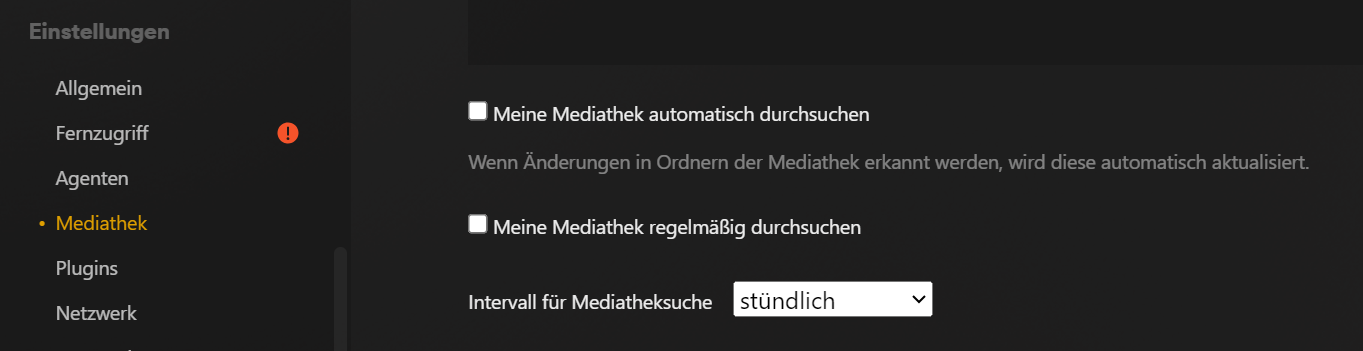 Einstellungen
Allgemein
Fernzugriff
Agenten
Mediathek
Plugins
Netzwerk
Meine Mediathek automatisch durchsuchen
Wenn Änderungen in Ordnern der Mediathek erkannt werden, wird diese automatisch aktualisiert.
Meine Mediathek regelmäßig durchsuchen
Intervall für Mediatheksuche stündlich